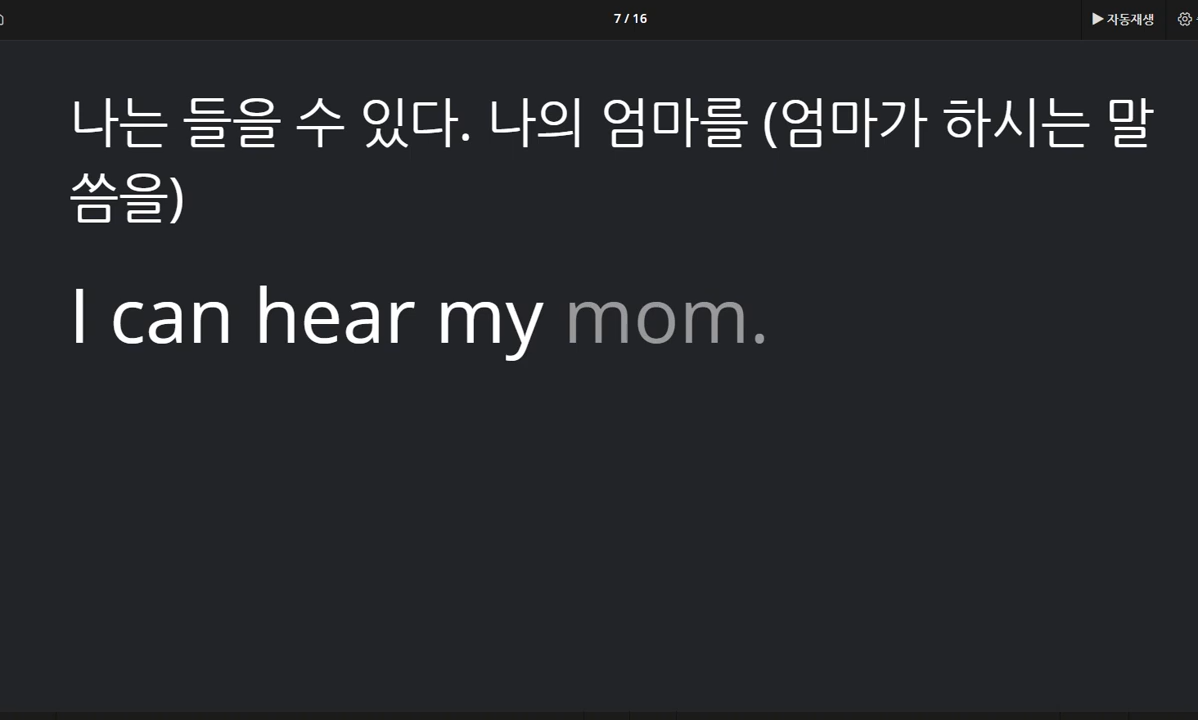 7 / 16
▶ 자동재생
나는 들을 수 있다. 나의 엄마를 (엄마가 하시는 말
씀을)
I can hear my mom.